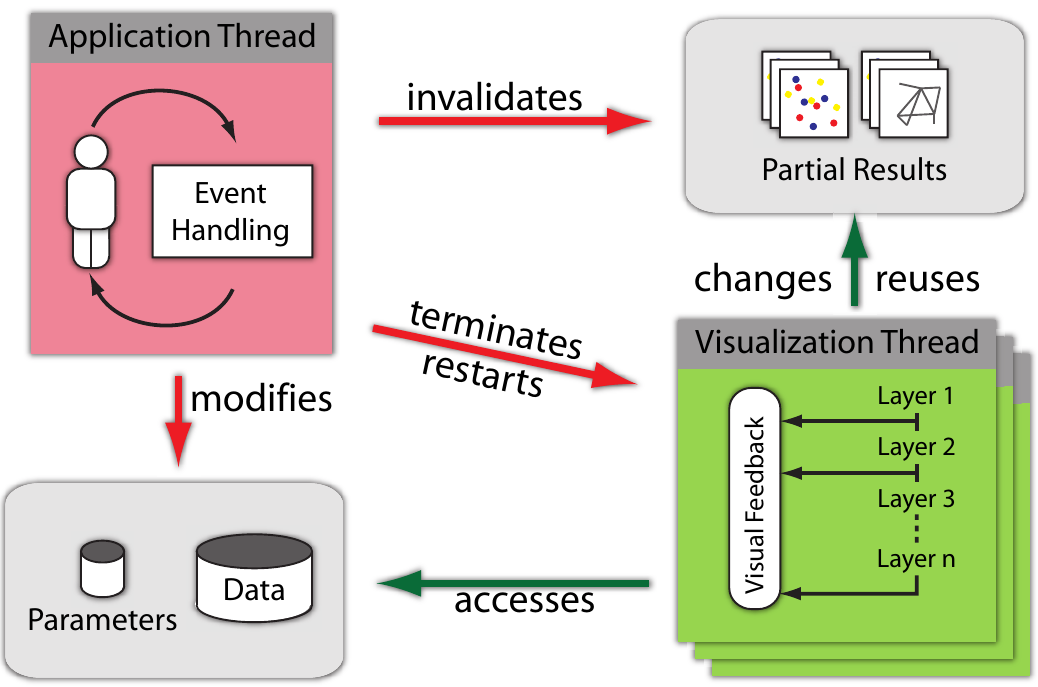 Application Thread
Event
Handling
invalidates
Partial Results
changes reuses
terminates
restarts
modifies
Visualization Thread
Visual Feedback
Layer 1
Layer 2
Layer 3
Layer n
accesses
Parameters
Data